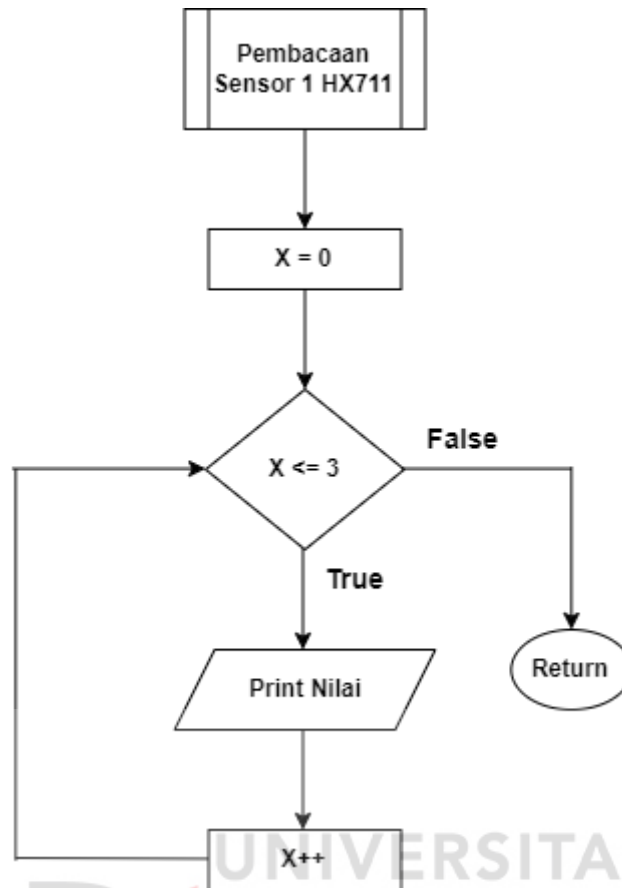 Pembacaan
Sensor 1 HX711
X = 0
X <= 3
False
True
Print Nilai
Return
X++
UNIVERSITA